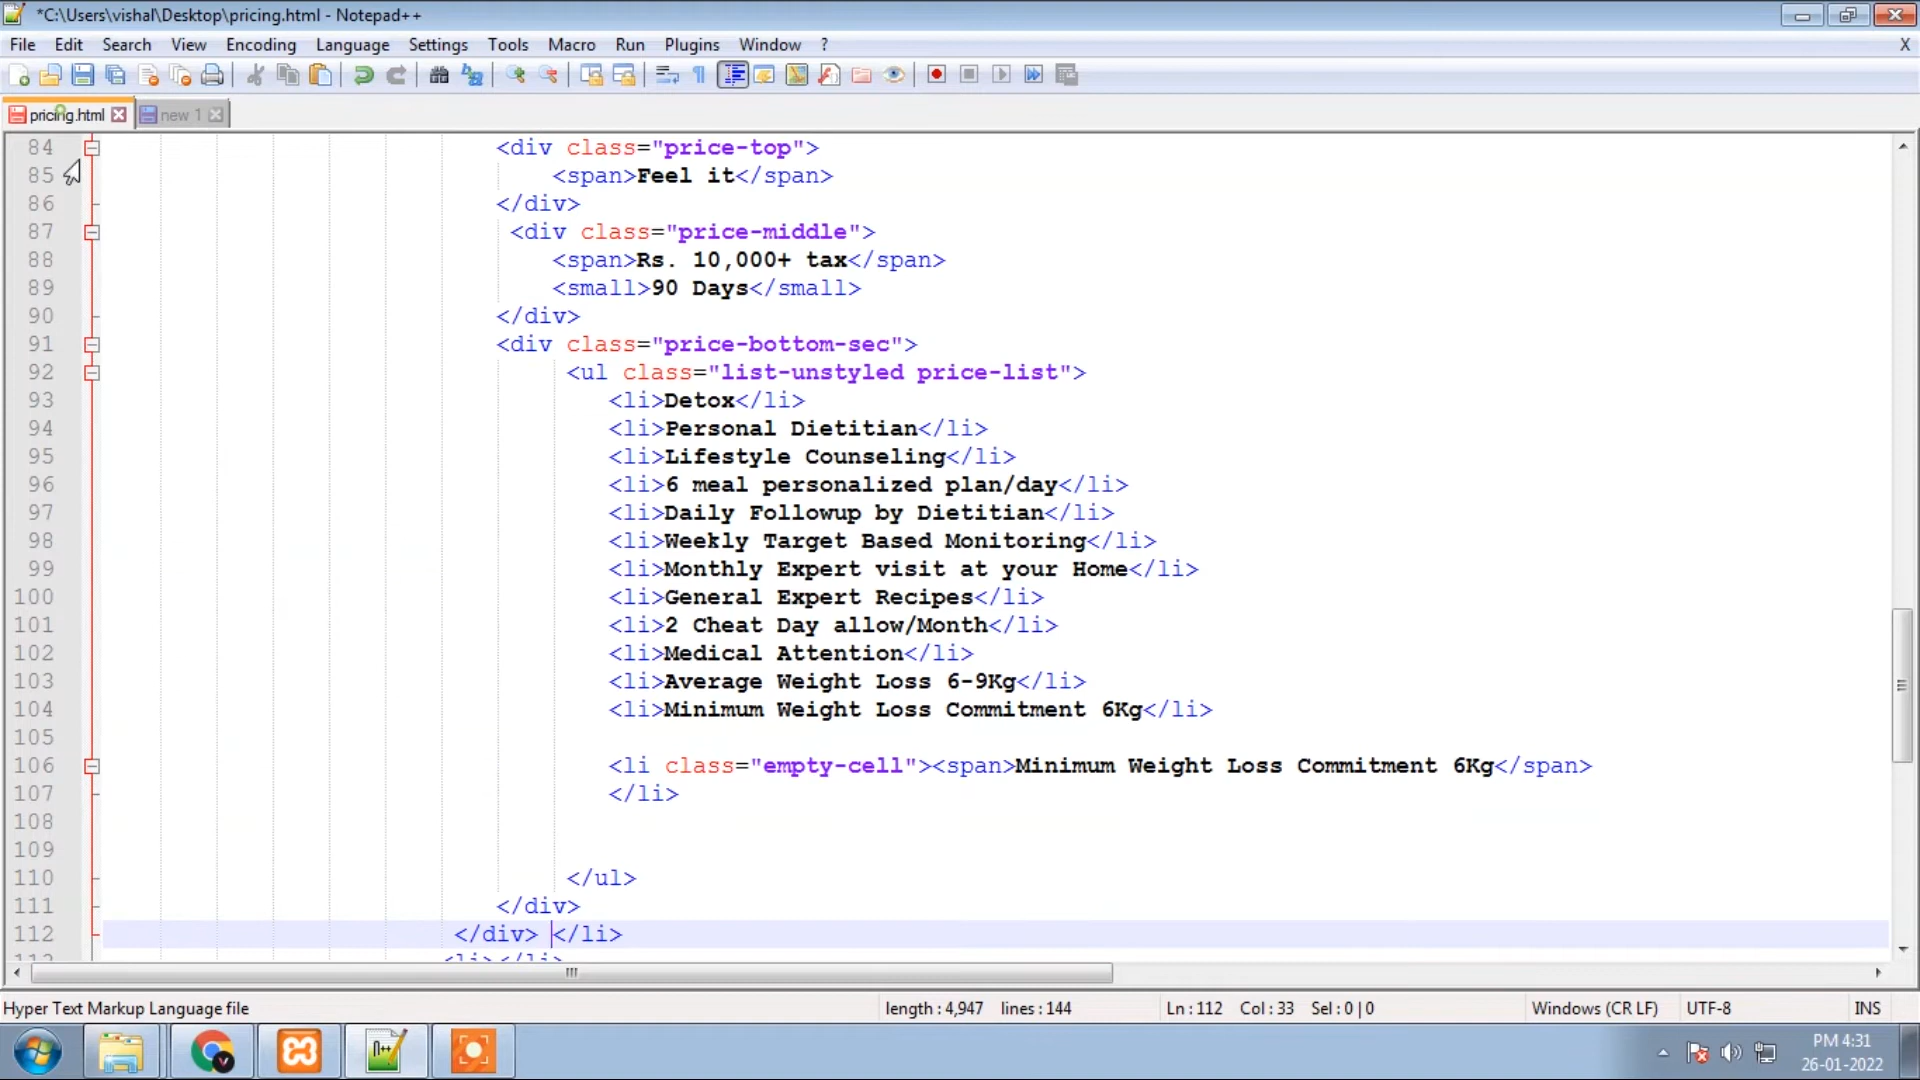 *C:\Users\vishal\Desktop\pricing.html - Notepad++
File Edit Search View Encoding Language Settings Tools Macro Run Plugins Window ? X
pricing.html new 1
84 <div class="price-top">
85 <span>Feel it</span>
86 </div>
87 <div class="price-middle">
88 <span>Rs. 10,000+ tax</span>
89 <small>90 Days</small>
90 </div>
91 <div class="price-bottom-sec">
92 <ul class="list-unstyled price-list">
93 <li>Detox</li>
94 <li>Personal Dietitian</li>
95 <li>Lifestyle Counseling</li>
96 <li>6 meal personalized plan/day</li>
97 <li>Daily Followup by Dietitian</li>
98 <li>Weekly Target Based Monitoring</li>
99 <li>Monthly Expert visit at your Home</li>
100 <li>General Expert Recipes</li>
101 <li>2 Cheat Day allow/Month</li>
102 <li>Medical Attention</li>
103 <li>Average Weight Loss 6-9Kg</li>
104 <li>Minimum Weight Loss Commitment 6Kg</li>
105
106 <li class="empty-cell"><span>Minimum Weight Loss Commitment 6Kg</span>
107 </li>
108
109
110 </ul>
111 </div>
112 </div> </li>
113 <li></li>
Hyper Text Markup Language file length : 4,947 lines : 144 Ln : 112 Col : 33 Sel : 0 | 0 Windows (CR LF) UTF-8 INS
PM 4:31
26-01-2022